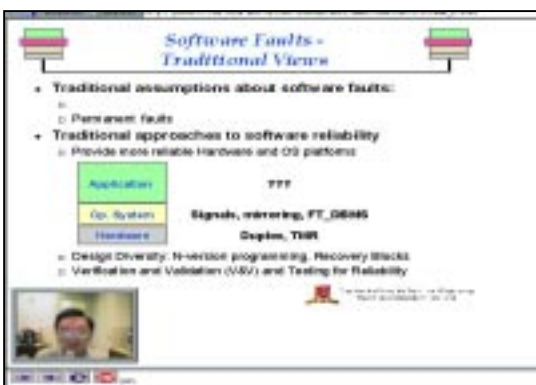 Software Faults -
Traditional Views
Traditional assumptions about software faults:
Permanent faults
Traditional approaches to software reliability
Provide more reliable Hardware and OS platforms
Application ???
Op. System Signals, mirroring, FT_DBMS
Hardware Duplex, TMR
Design Diversity: N-version programming, Recovery Blocks
Verification and Validation (V&V) and Testing for Reliability